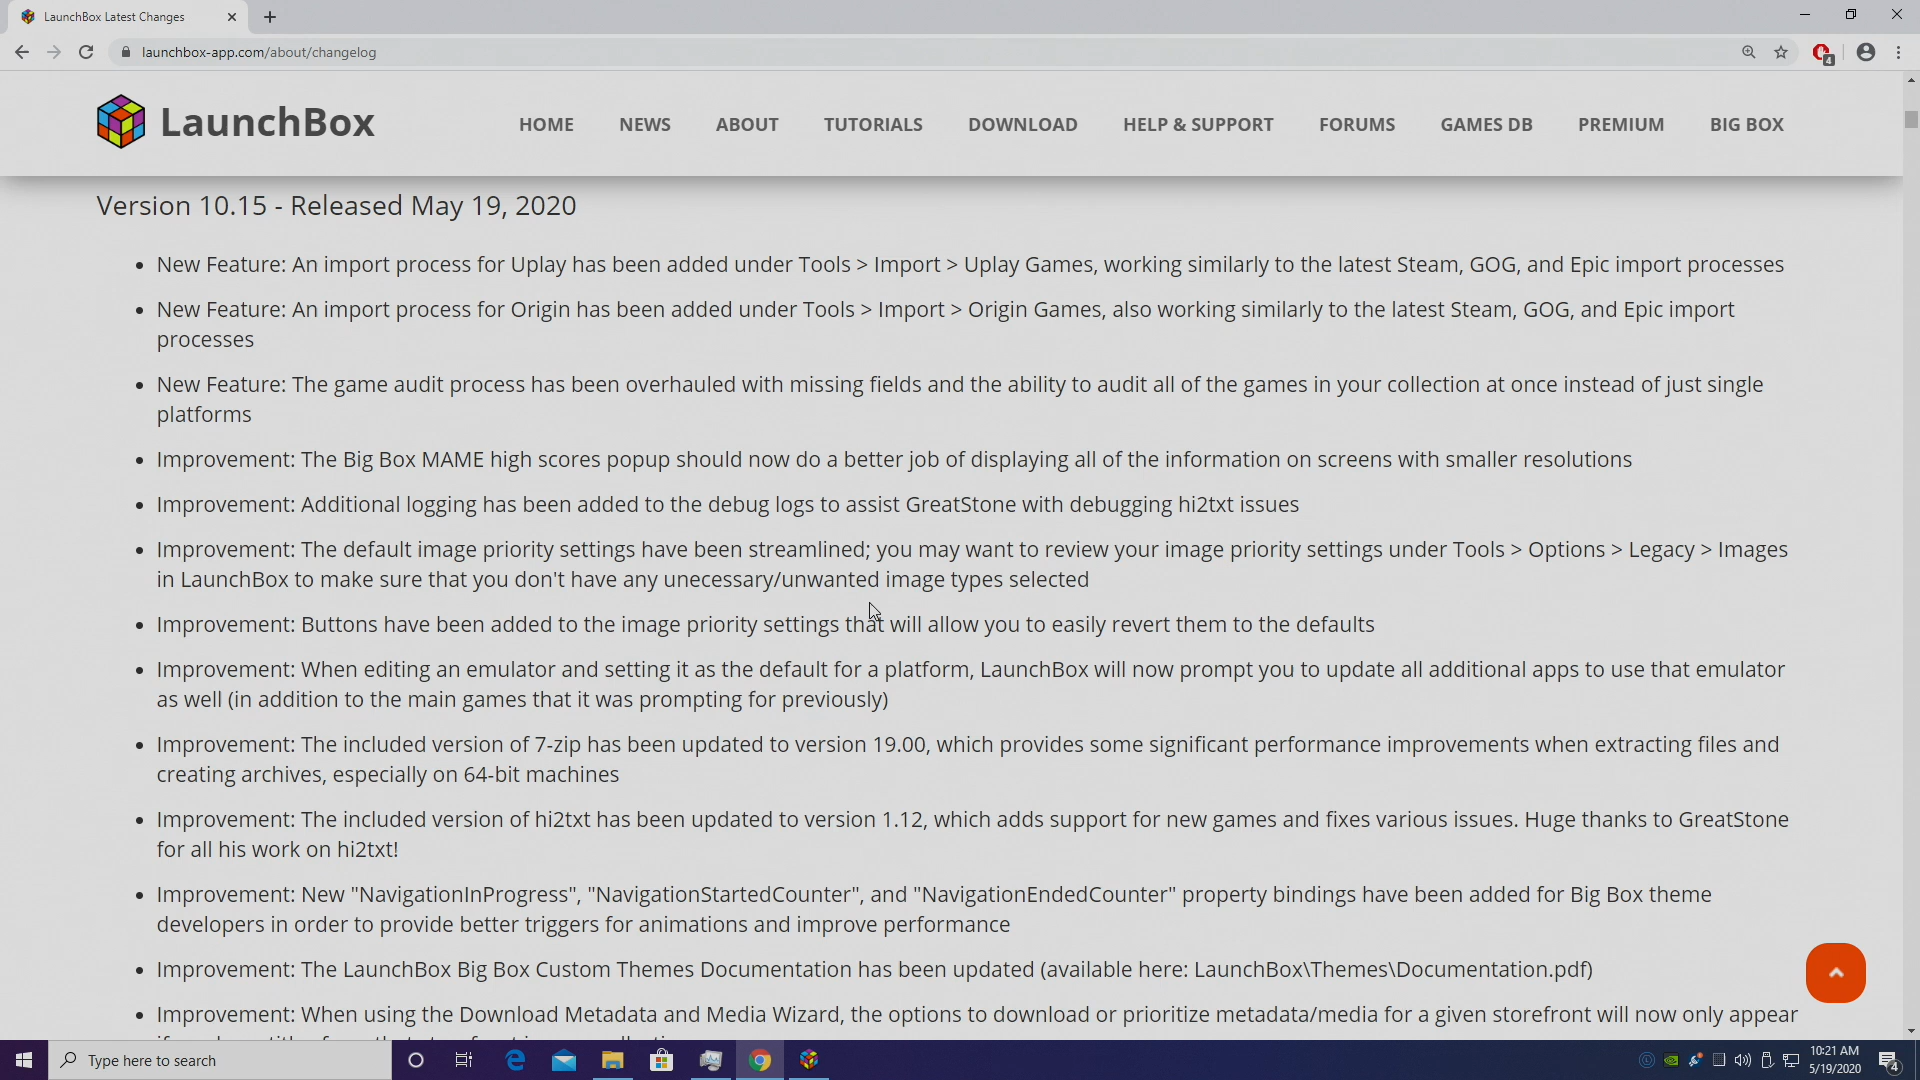 LaunchBox Latest Changes
launchbox-app.com/about/changelog
4
LaunchBox
HOME NEWS ABOUT TUTORIALS DOWNLOAD HELP & SUPPORT FORUMS GAMES DB PREMIUM BIG BOX
Version 10.15 - Released May 19, 2020
• New Feature: An import process for Uplay has been added under Tools > Import > Uplay Games, working similarly to the latest Steam, GOG, and Epic import processes
• New Feature: An import process for Origin has been added under Tools > Import > Origin Games, also working similarly to the latest Steam, GOG, and Epic import
processes
• New Feature: The game audit process has been overhauled with missing fields and the ability to audit all of the games in your collection at once instead of just single
platforms
• Improvement: The Big Box MAME high scores popup should now do a better job of displaying all of the information on screens with smaller resolutions
• Improvement: Additional logging has been added to the debug logs to assist GreatStone with debugging hi2txt issues
• Improvement: The default image priority settings have been streamlined; you may want to review your image priority settings under Tools > Options > Legacy > Images
in LaunchBox to make sure that you don't have any unecessary/unwanted image types selected
• Improvement: Buttons have been added to the image priority settings that will allow you to easily revert them to the defaults
• Improvement: When editing an emulator and setting it as the default for a platform, LaunchBox will now prompt you to update all additional apps to use that emulator
as well (in addition to the main games that it was prompting for previously)
• Improvement: The included version of 7-zip has been updated to version 19.00, which provides some significant performance improvements when extracting files and
creating archives, especially on 64-bit machines
• Improvement: The included version of hi2txt has been updated to version 1.12, which adds support for new games and fixes various issues. Huge thanks to GreatStone
for all his work on hi2txt!
• Improvement: New "NavigationInProgress", "NavigationStartedCounter", and "NavigationEndedCounter" property bindings have been added for Big Box theme
developers in order to provide better triggers for animations and improve performance
• Improvement: The LaunchBox Big Box Custom Themes Documentation has been updated (available here: LaunchBox\Themes\Documentation.pdf)
• Improvement: When using the Download Metadata and Media Wizard, the options to download or prioritize metadata/media for a given storefront will now only appear
Type here to search
10:21 AM
5/19/2020
4